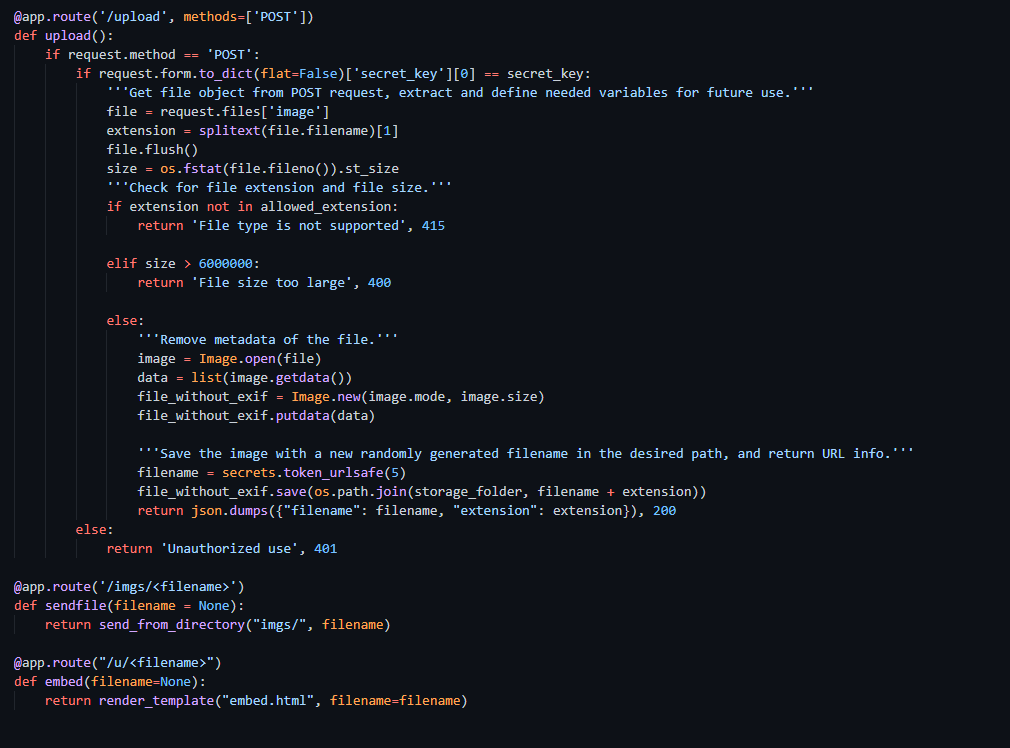 @app.route('/upload', methods=['POST'])
def upload():
    if request.method == 'POST':
        if request.form.to_dict(flat=False)['secret_key'][0] == secret_key:
            '''Get file object from POST request, extract and define needed variables for future use.'''
            file = request.files['image']
            extension = splitext(file.filename)[1]
            file.flush()
            size = os.fstat(file.fileno()).st_size
            '''Check for file extension and file size.'''
            if extension not in allowed_extension:
                return 'File type is not supported', 415

            elif size > 6000000:
                return 'File size too large', 400

            else:
                '''Remove metadata of the file.'''
                image = Image.open(file)
                data = list(image.getdata())
                file_without_exif = Image.new(image.mode, image.size)
                file_without_exif.putdata(data)

                '''Save the image with a new randomly generated filename in the desired path, and return URL info.'''
                filename = secrets.token_urlsafe(5)
                file_without_exif.save(os.path.join(storage_folder, filename + extension))
                return json.dumps({"filename": filename, "extension": extension}), 200
        else:
            return 'Unauthorized use', 401

@app.route('/imgs/<filename>')
def sendfile(filename = None):
    return send_from_directory("imgs/", filename)

@app.route("/u/<filename>")
def embed(filename=None):
    return render_template("embed.html", filename=filename)